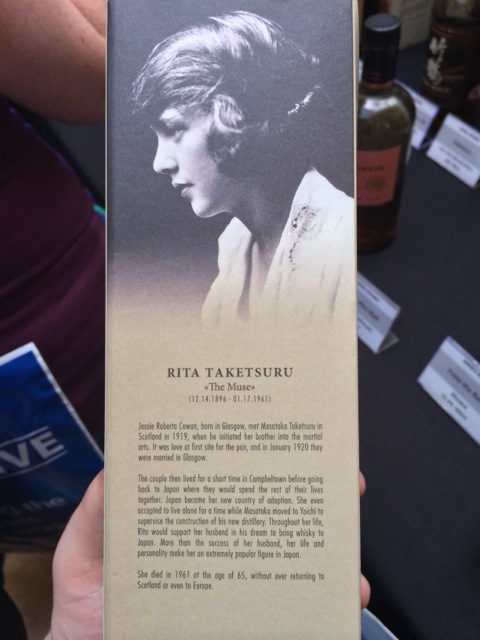 RITA TAKETSURU
«The Muse»
(12.14.1896 - 01.17.1961)
Jessie Roberta Cowan, born in Glasgow, met Masataka Taketsuru in
Scotland in 1919, when he initiated her brother into the martial
arts. It was love at first site for the pair, and in January 1920 they
were married in Glasgow.
The couple then lived for a short time in Campbeltown before going
back to Japan where they would spend the rest of their lives
together. Japan became her new country of adoption. She even
accepted to live alone for a time while Masataka moved to Yoichi to
supervise the construction of his new distillery. Throughout her life,
Rita would support her husband in his dream to bring whisky to
Japan. More than the success of her husband, her life and
personality make her an extremely popular figure in Japan.
She died in 1961 at the age of 65, without ever returning to
Scotland or even to Europe.
IVE
the
竹鶴